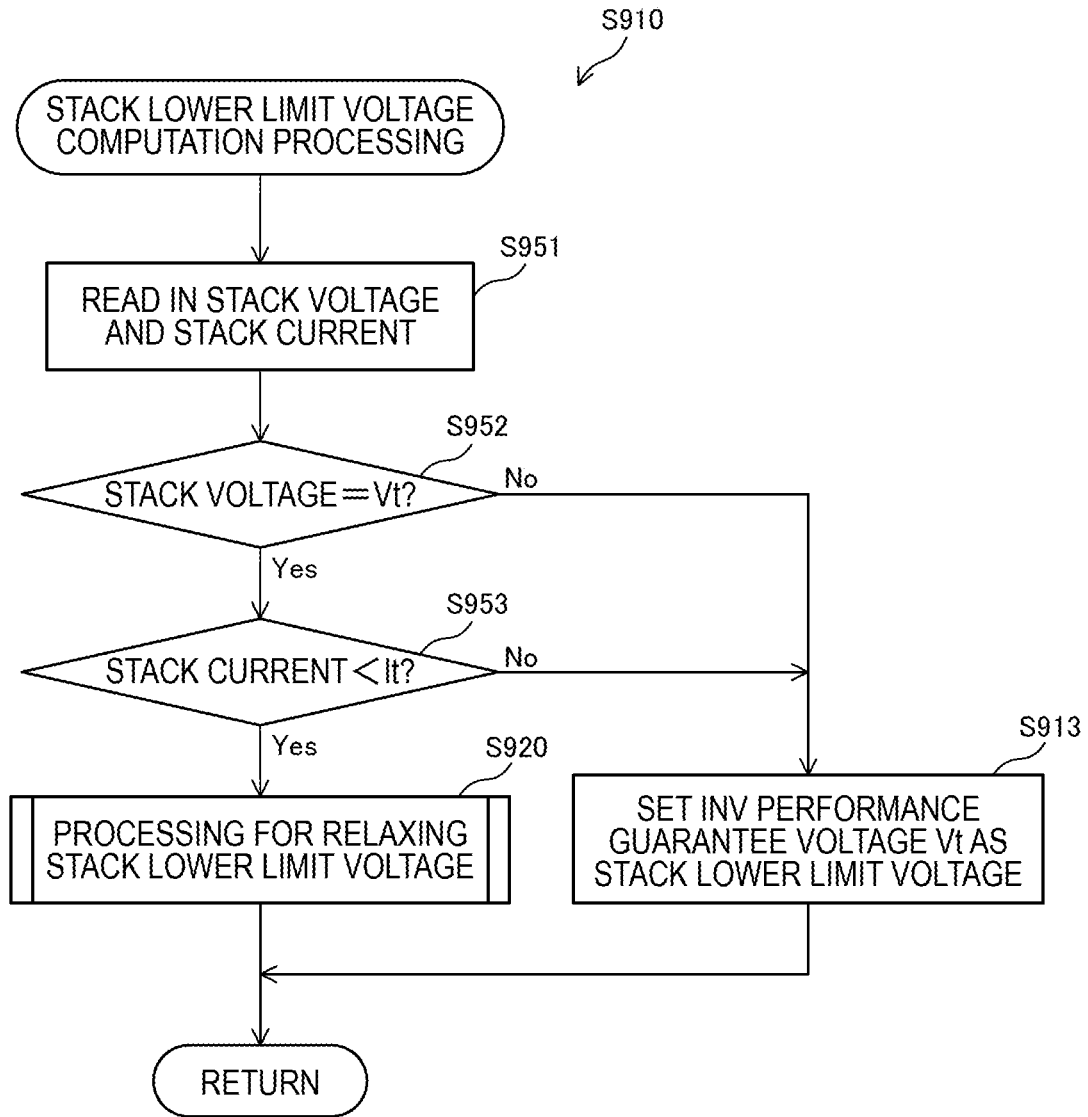 S910
STACK LOWER LIMIT VOLTAGE
COMPUTATION PROCESSING
S951
READ IN STACK VOLTAGE
AND STACK CURRENT
S952
STACK VOLTAGE=Vt?
No
Yes
S953
STACK CURRENT<It?
No
Yes
S920
PROCESSING FOR RELAXING
STACK LOWER LIMIT VOLTAGE
S913
SET INV PERFORMANCE
GUARANTEE VOLTAGE Vt AS
STACK LOWER LIMIT VOLTAGE
RETURN